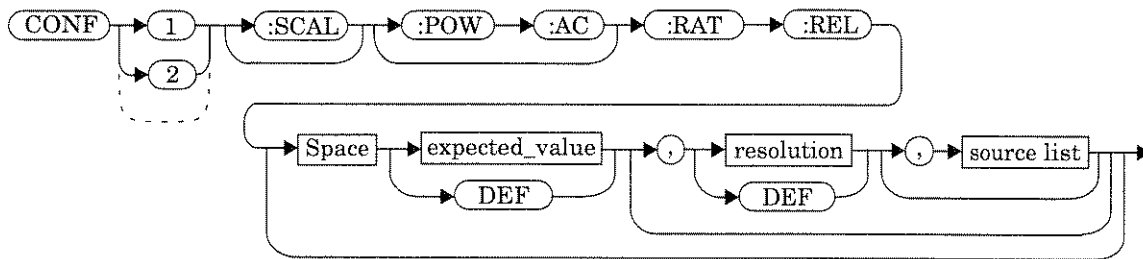 CONF 1 :SCAL :POW :AC :RAT :REL
2
Space expected_value , resolution , source list
DEF DEF